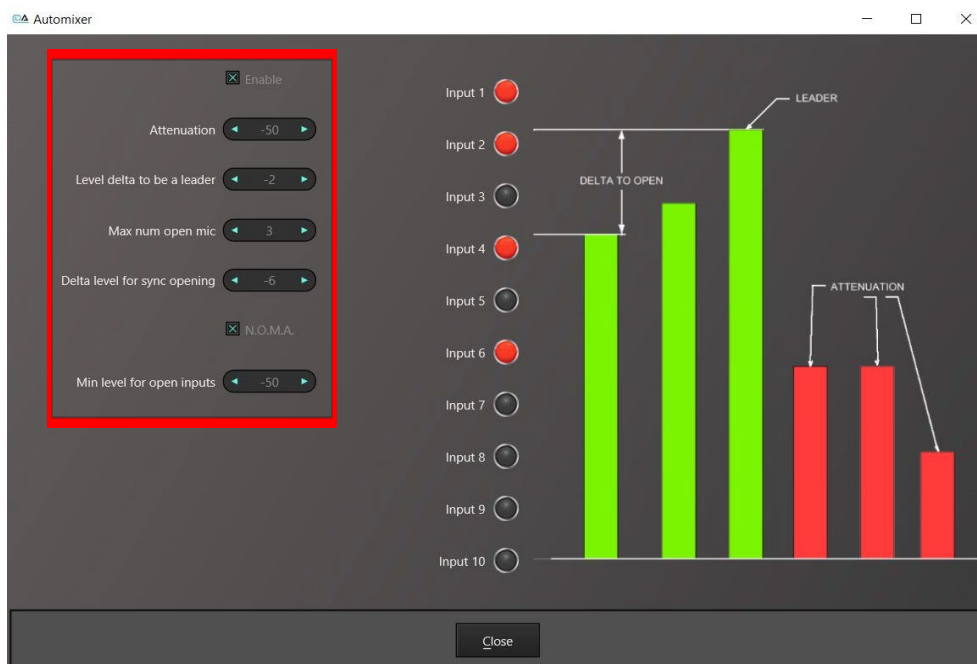 Automixer
Enable
Attenuation -50
Level delta to be a leader -2
Max num open mic 3
Delta level for sync opening -6
N.O.M.A.
Min level for open inputs -50
Input 1
Input 2
Input 3
Input 4
Input 5
Input 6
Input 7
Input 8
Input 9
Input 10
LEADER
DELTA TO OPEN
ATTENUATION
Close